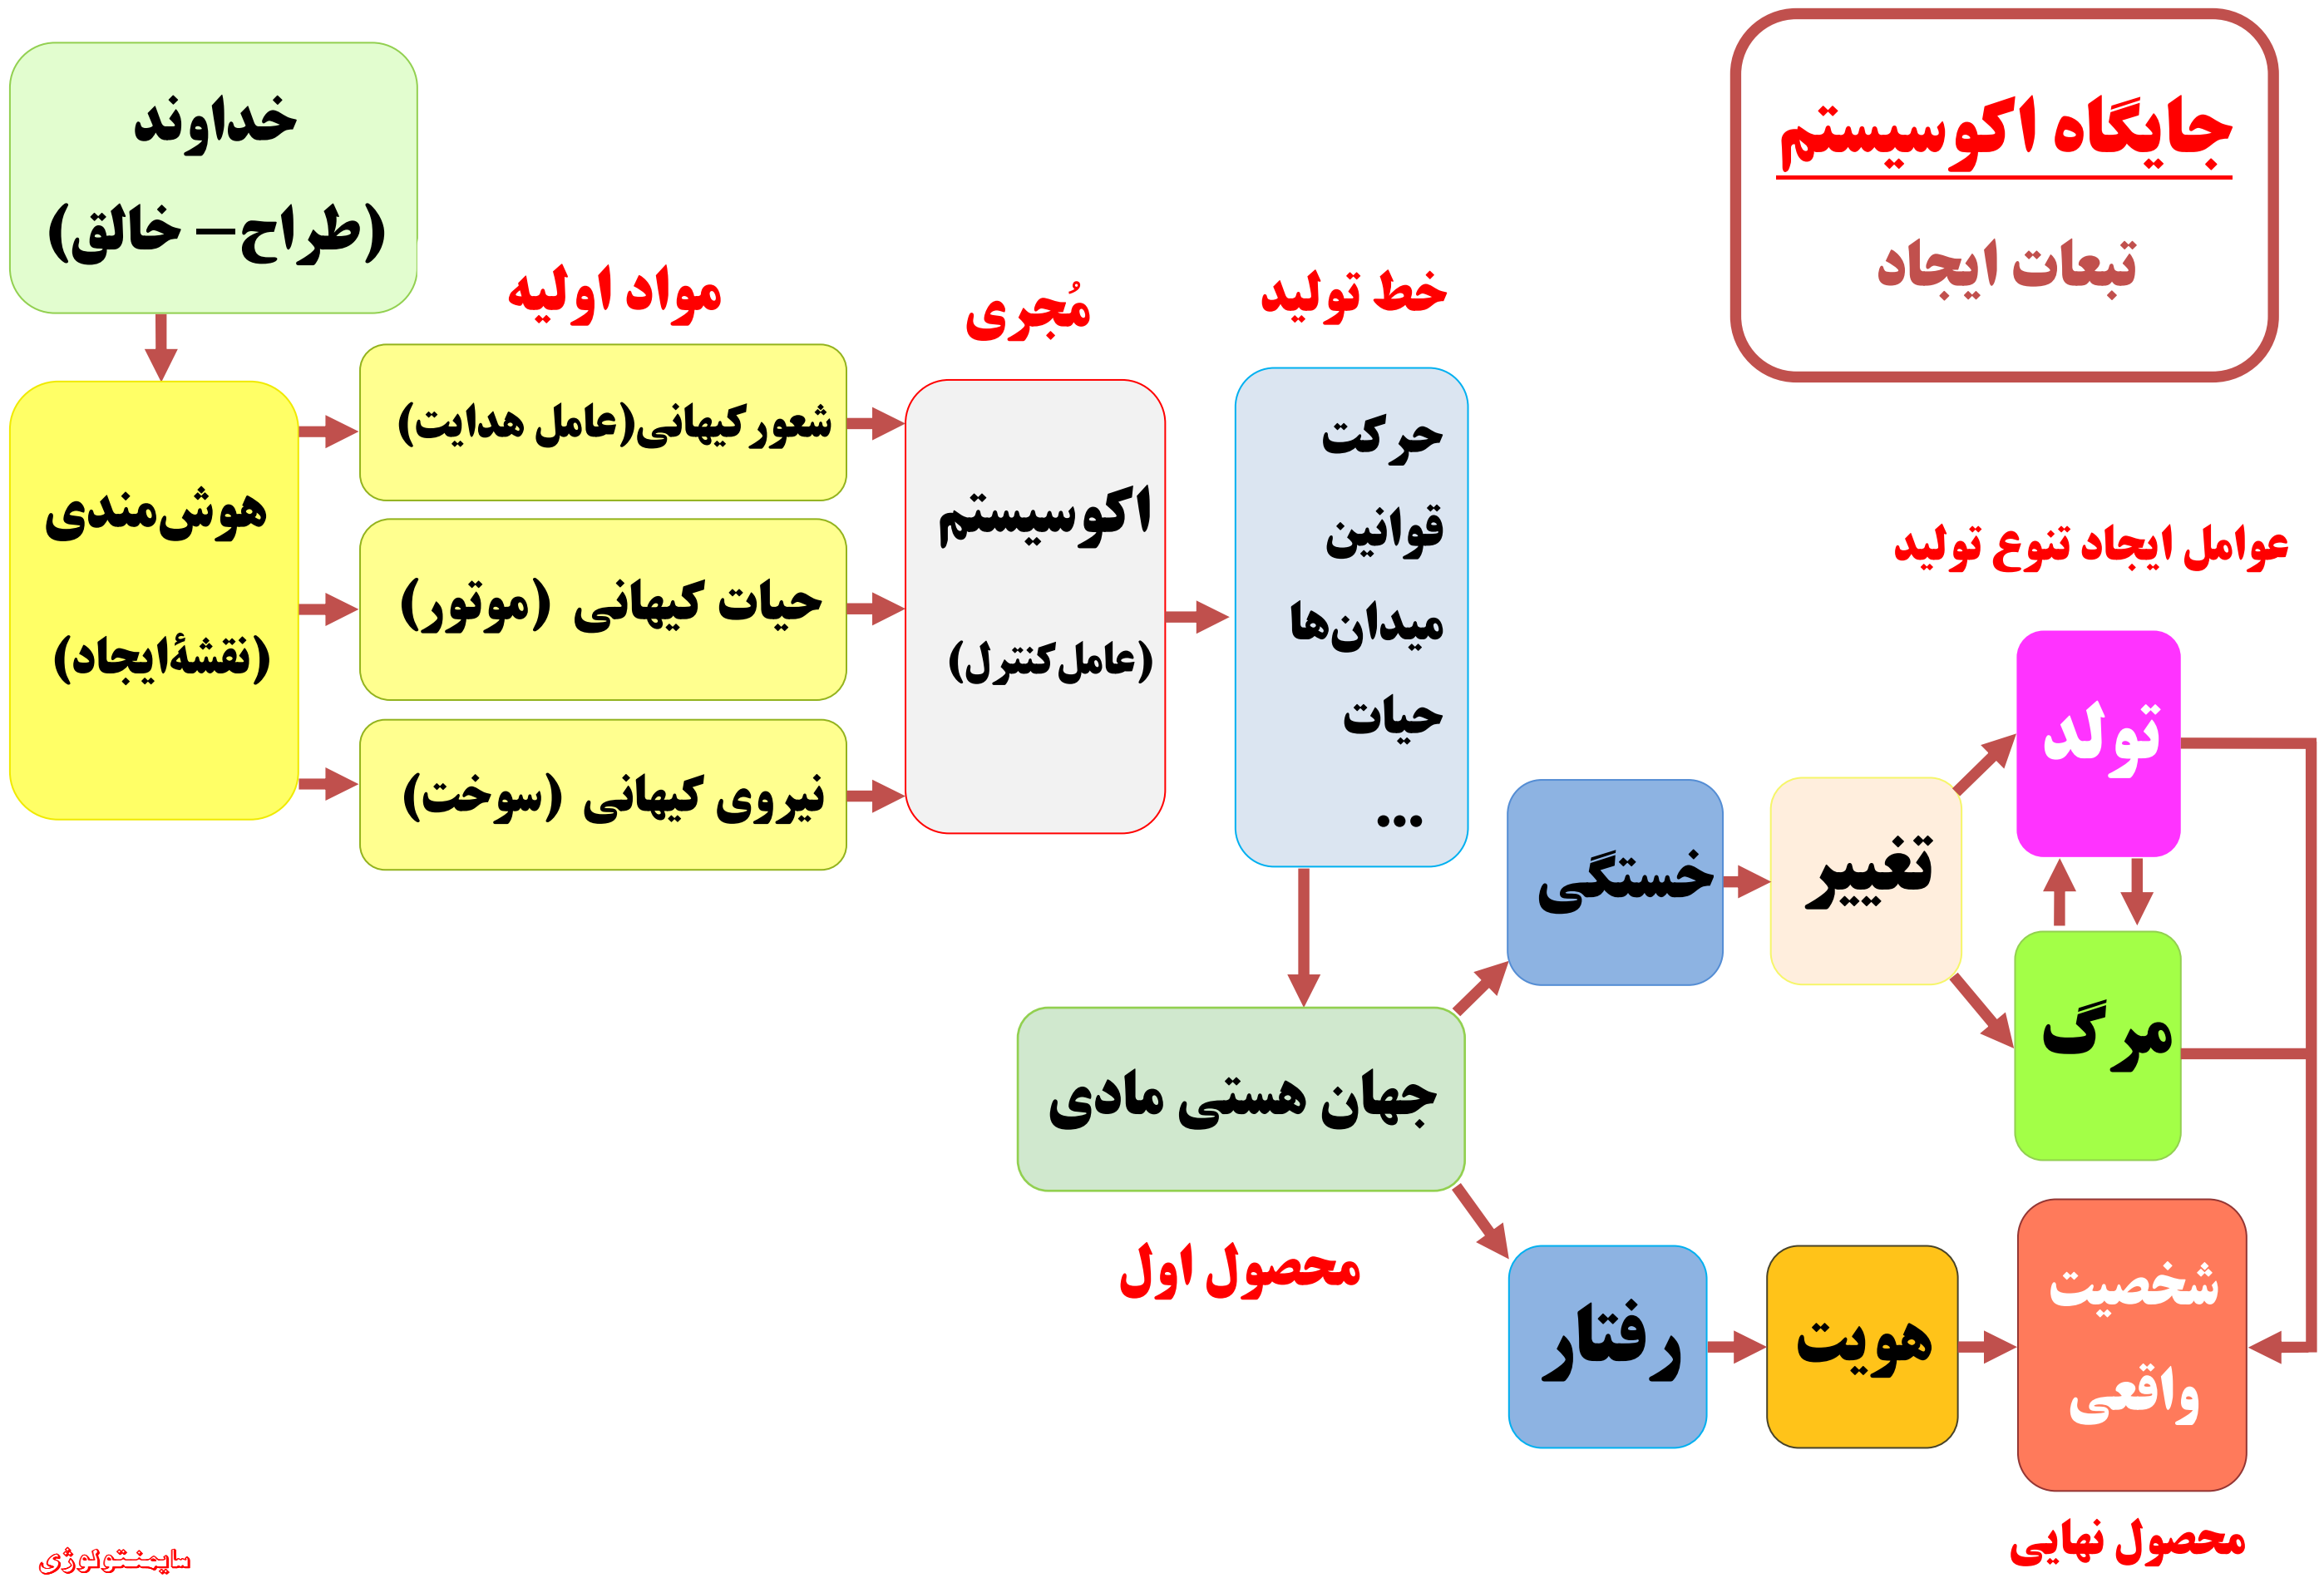 جایگاه اکوسیستم
تبعات ایجاد
خداوند
(طراح– خالق)
هوش‌مندی
(نقشهٔ ایجاد)
مواد اولیه
شعور کیهانی(عامل هدایت)
حیات کیهانی (موتور)
نیروی کیهانی (سوخت)
مُجری
اکوسیستم
(عامل کنترل)
خط تولید
حرکت
قوانین
میدان‌ها
حیات
...
جهان هستی مادی
محصول اول
خستگی
تغییر
عوامل ایجاد تنوع تولید
تولد
مرگ
رفتار
هویت
شخصیت
واقعی
محصول نهایی
سایمنتولوژی